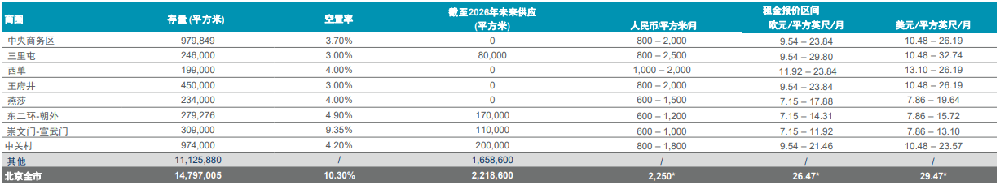 商圈 存量 (平方米) 空置率 截至2026年未来供应 (平方米) 租金报价区间
人民币/平方米/月 欧元/平方英尺/月 美元/平方英尺/月
中央商务区 979,849 3.70% 0 800 – 2,000 9.54 – 23.84 10.48 – 26.19
三里屯 246,000 3.00% 80,000 800 – 2,500 9.54 – 29.80 10.48 – 32.74
西单 199,000 4.00% 0 1,000 – 2,000 11.92 – 23.84 13.10 – 26.19
王府井 450,000 3.00% 0 800 – 2,000 9.54 – 23.84 10.48 – 26.19
燕莎 234,000 4.00% 0 600 – 1,500 7.15 – 17.88 7.86 – 19.64
东二环-朝外 279,276 4.90% 170,000 600 – 1,200 7.15 – 14.31 7.86 – 15.72
崇文门-宣武门 309,000 9.35% 110,000 600 – 1,000 7.15 – 11.92 7.86 – 13.10
中关村 974,000 4.20% 200,000 800 – 1,800 9.54 – 21.46 10.48 – 23.57
其他 11,125,880 / 1,658,600 / / /
北京全市 14,797,005 10.30% 2,218,600 2,250* 26.47* 29.47*